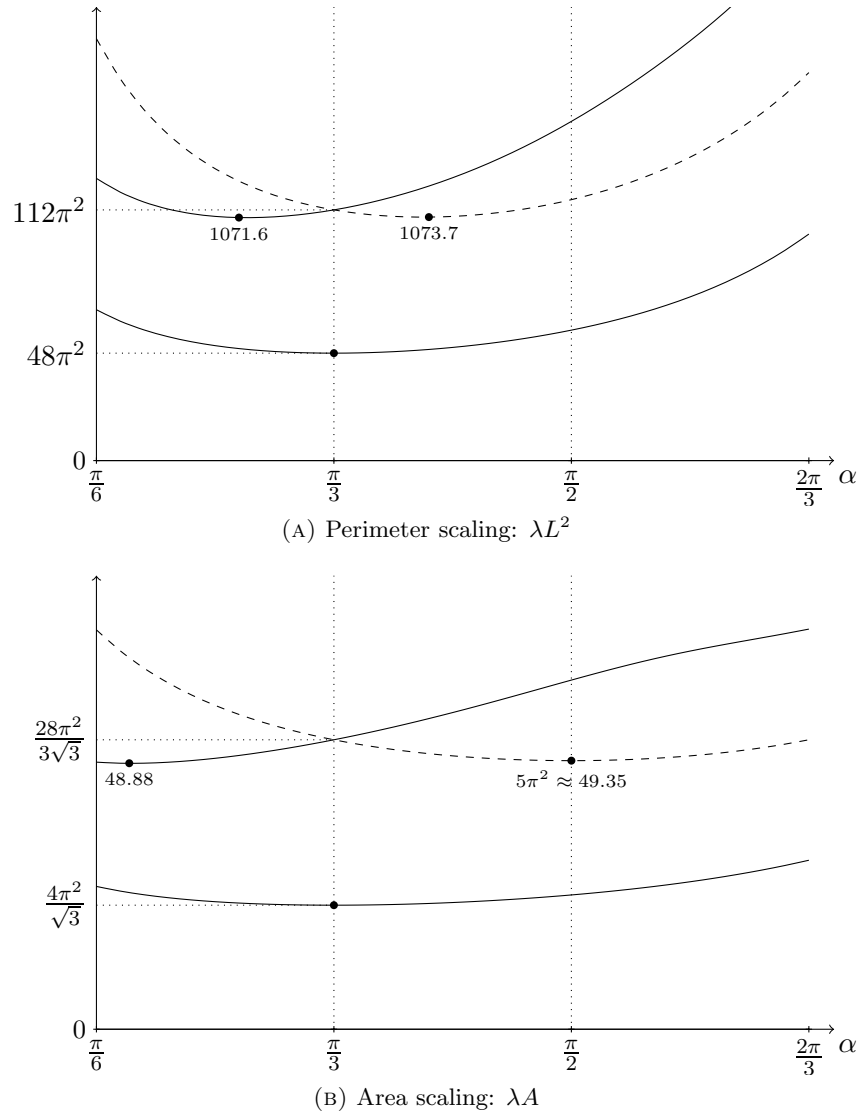 112π²
1071.6
1073.7
48π²
0
π/6
π/3
π/2
2π/3
α
(A) Perimeter scaling: λL²
28π²/3√3
48.88
5π² ≈ 49.35
4π²/√3
0
π/6
π/3
π/2
2π/3
α
(B) Area scaling: λA